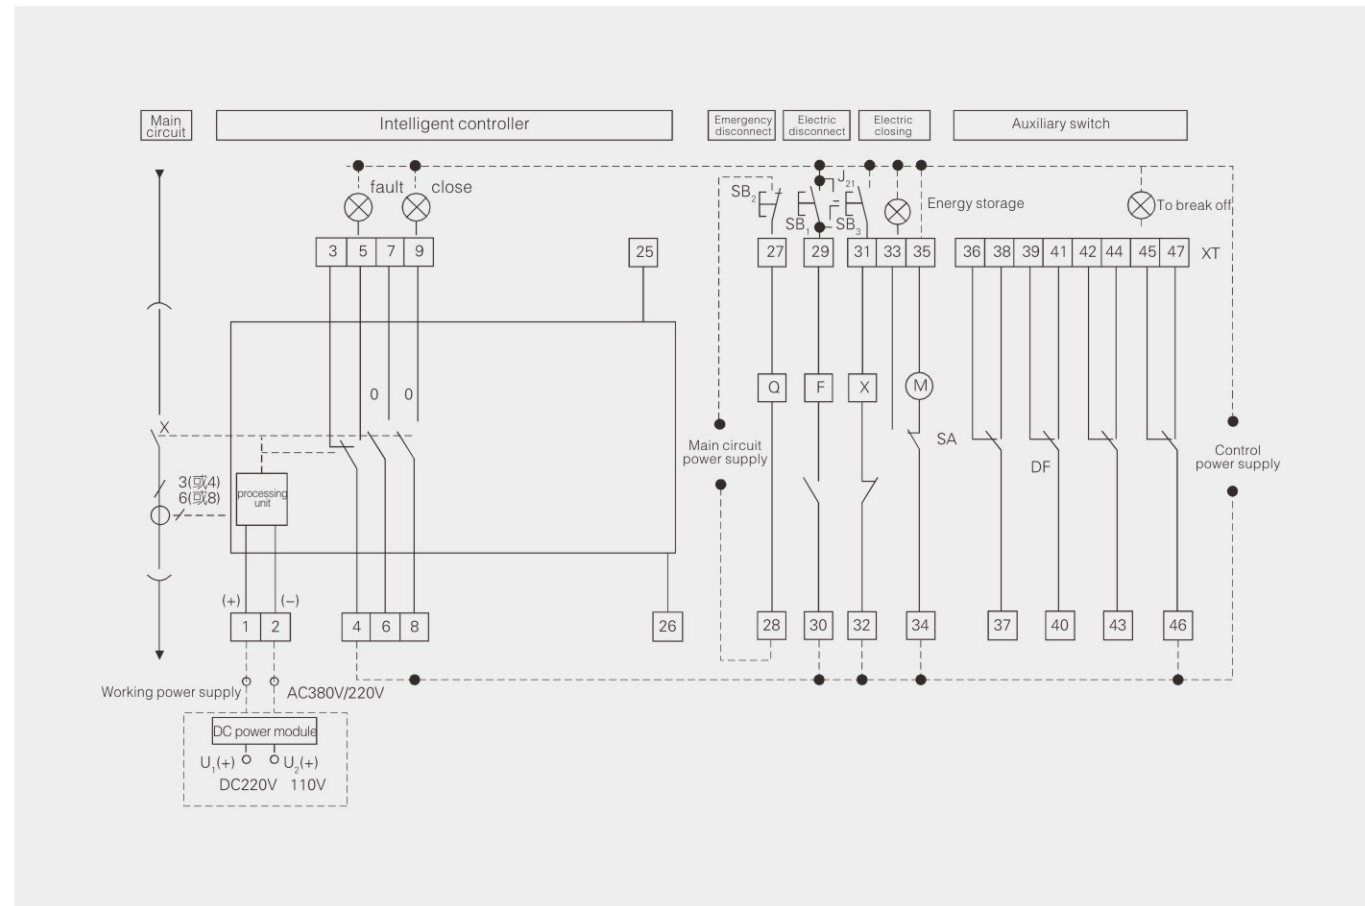 Main
circuit
Intelligent controller
Emergency
disconnect
Electric
disconnect
Electric
closing
Auxiliary switch
fault
close
SB2
SB1
J21
SB3
Energy storage
To break off
3 5 7 9
25
27
29
31 33 35
36 38 39 41 42 44 45 47
XT
0 0
Q
F
X
M
SA
DF
X
Main circuit
power supply
Control
power supply
3(或4)
6(或8)
processing
unit
(+)
(−)
1 2
4 6 8
26
28
30
32
34
37
40
43
46
Working power supply
AC380V/220V
DC power module
U1(+)
U2(+)
DC220V 110V